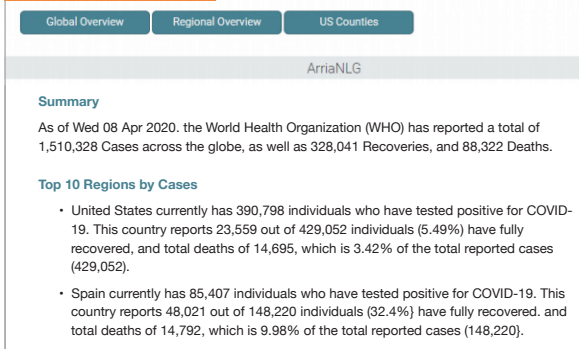 Global Overview
Regional Overview
US Counties
ArriaNLG
Summary
As of Wed 08 Apr 2020. the World Health Organization (WHO) has reported a total of
1,510,328 Cases across the globe, as well as 328,041 Recoveries, and 88,322 Deaths.
Top 10 Regions by Cases
• United States currently has 390,798 individuals who have tested positive for COVID-
19. This country reports 23,559 out of 429,052 individuals (5.49%) have fully
recovered, and total deaths of 14,695, which is 3.42% of the total reported cases
(429,052).
• Spain currently has 85,407 individuals who have tested positive for COVID-19. This
country reports 48,021 out of 148,220 individuals (32.4%} have fully recovered. and
total deaths of 14,792, which is 9.98% of the total reported cases (148,220}.